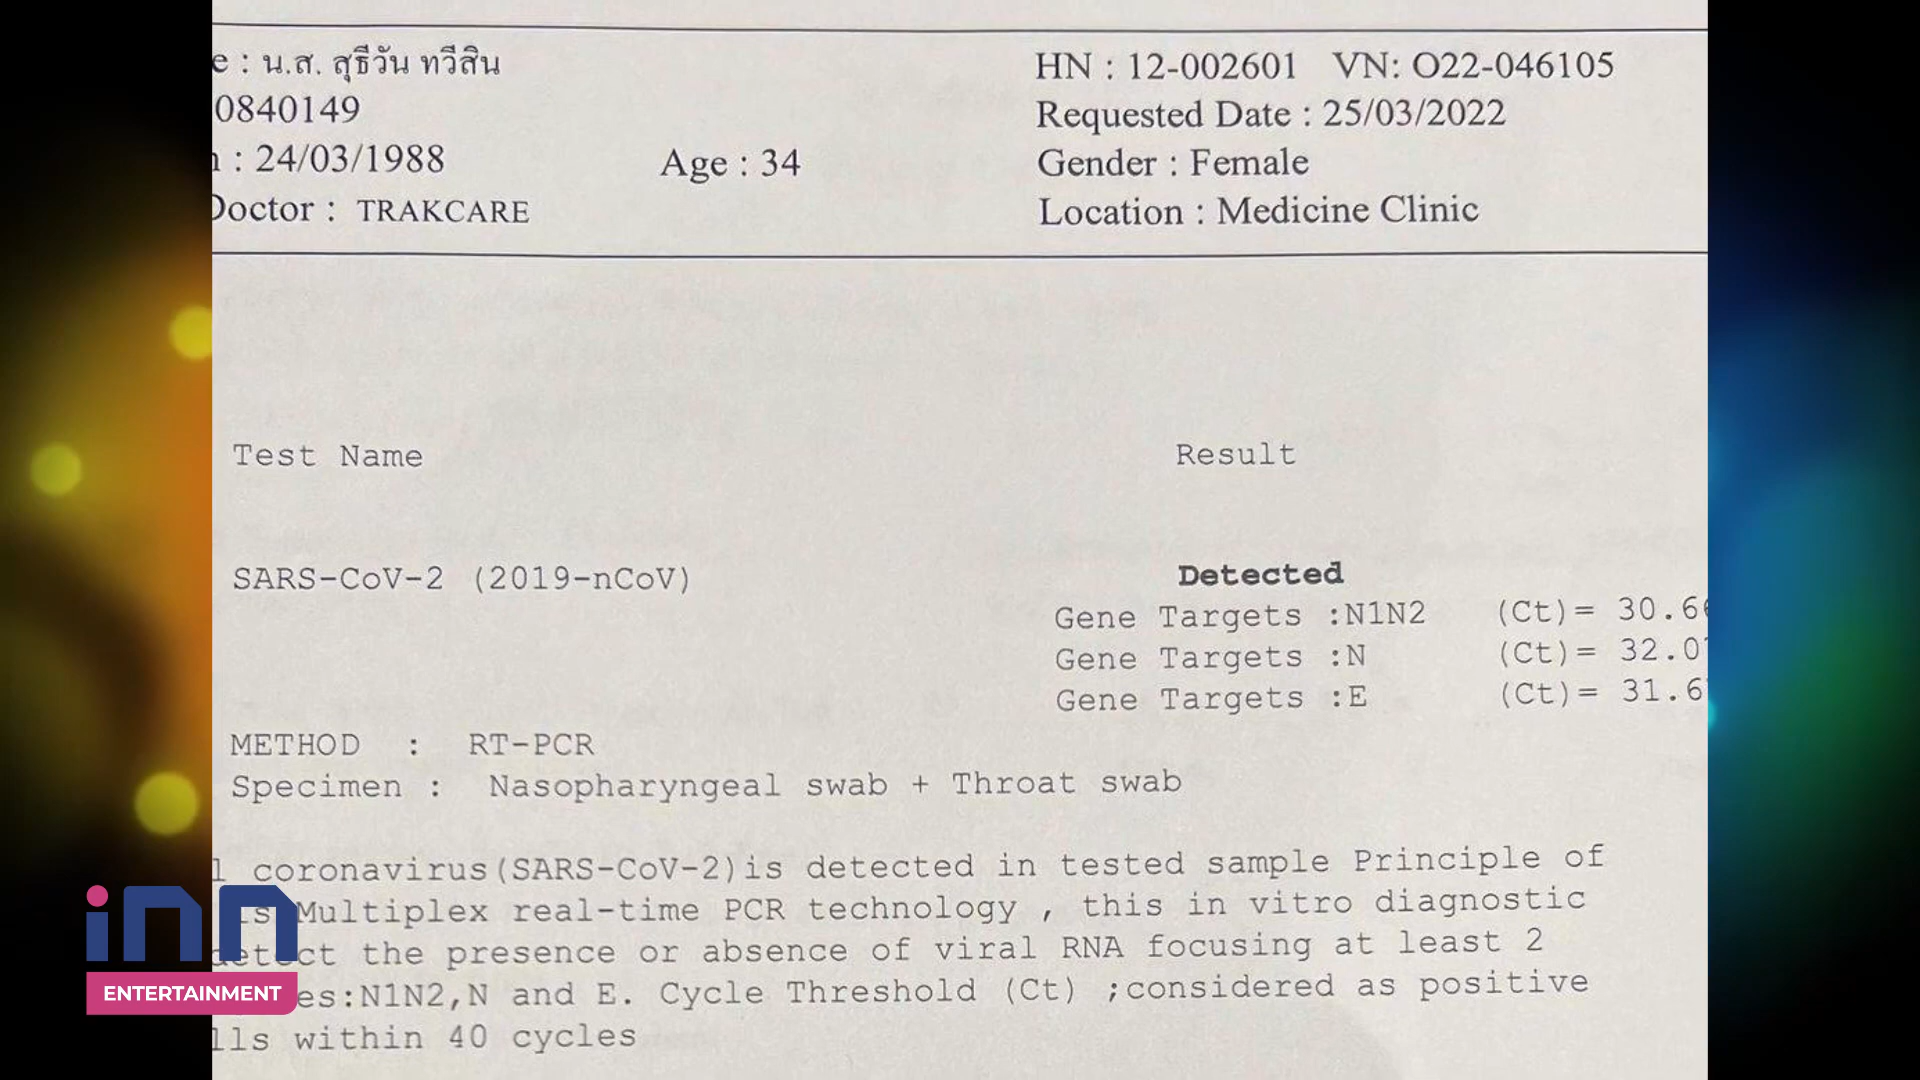 e : น.ส. สุธีวัน ทวีสิน HN : 12-002601 VN: O22-046105
0840149 Requested Date : 25/03/2022
: 24/03/1988 Age : 34 Gender : Female
Doctor : TRAKCARE Location : Medicine Clinic
Test Name Result
SARS-CoV-2 (2019-nCoV) Detected
Gene Targets :N1N2 (Ct)= 30.6
Gene Targets :N (Ct)= 32.0
Gene Targets :E (Ct)= 31.6
METHOD : RT-PCR
Specimen : Nasopharyngeal swab + Throat swab
l coronavirus(SARS-CoV-2)is detected in tested sample Principle of
is Multiplex real-time PCR technology , this in vitro diagnostic
detect the presence or absence of viral RNA focusing at least 2
es:N1N2,N and E. Cycle Threshold (Ct) ;considered as positive
lls within 40 cycles
inn
ENTERTAINMENT